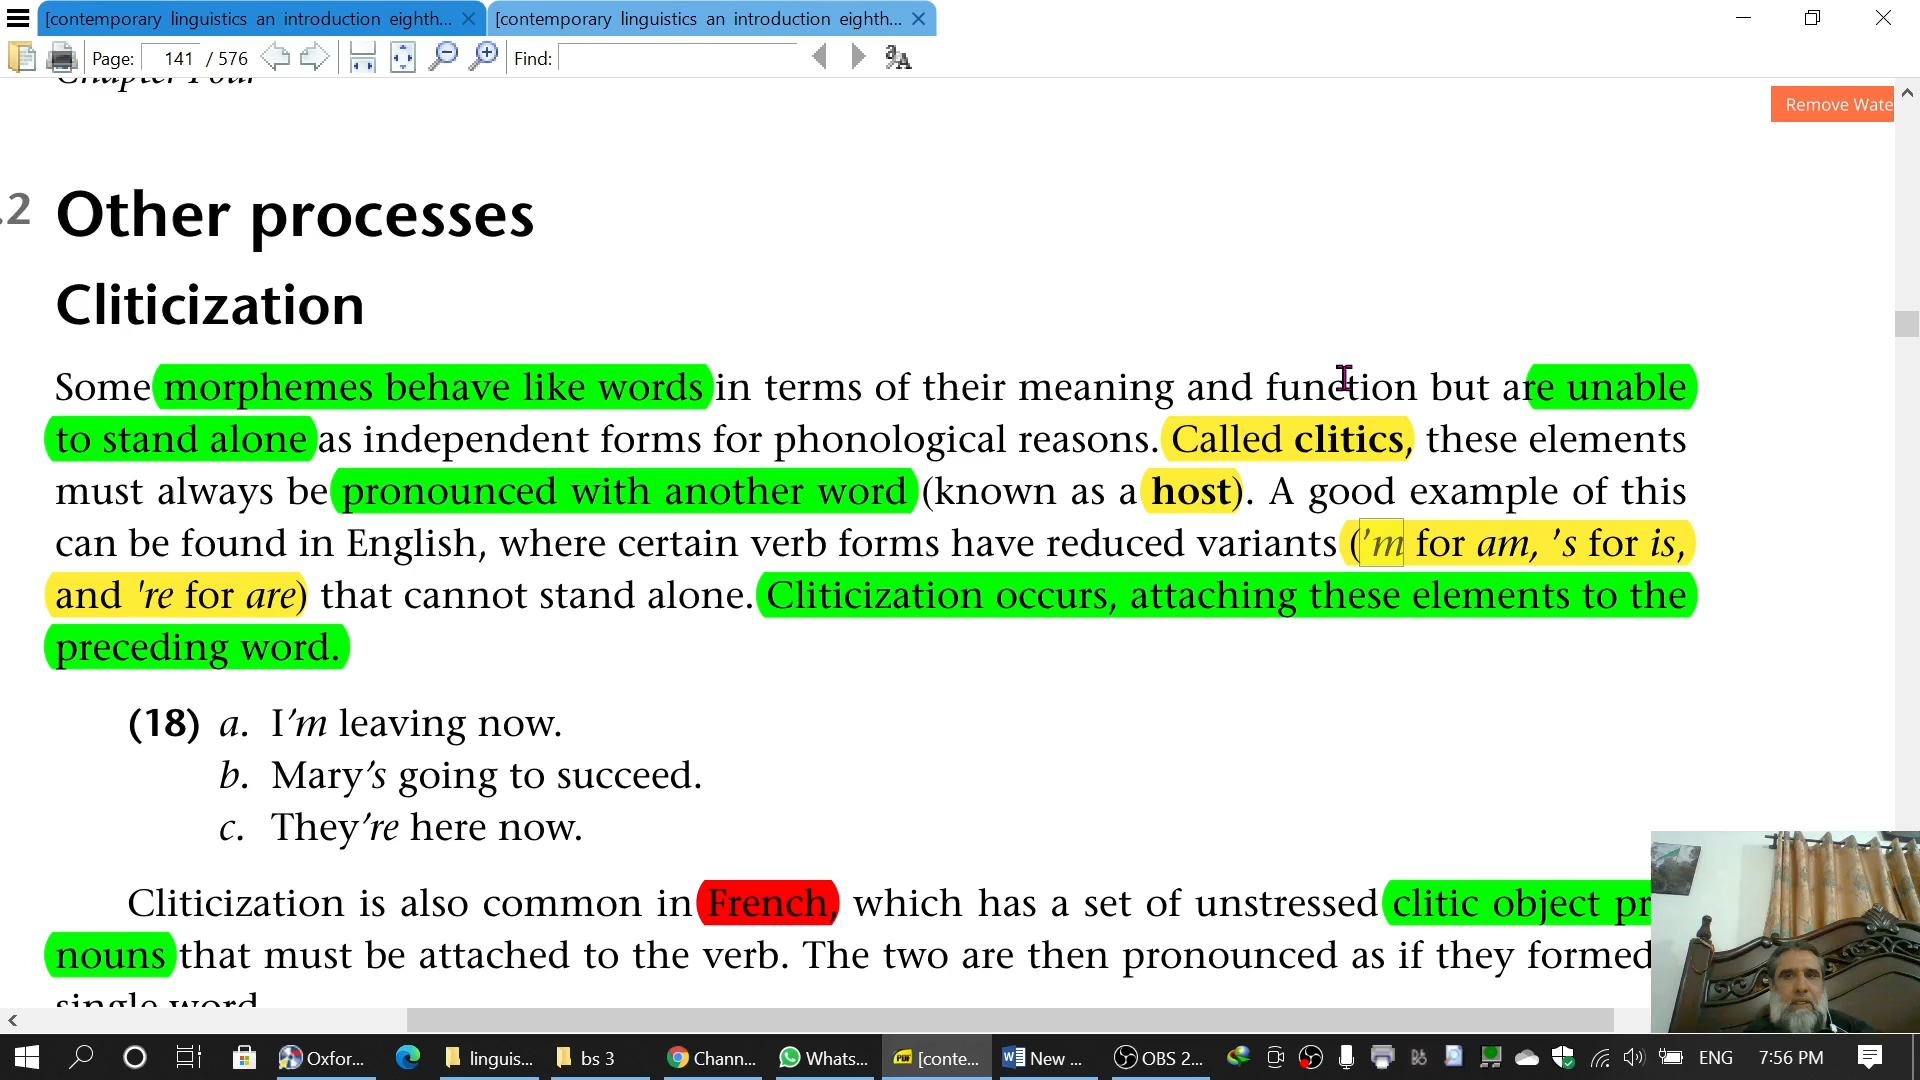 [contemporary linguistics an introduction eighth...
[contemporary linguistics an introduction eighth...
Page: 141 / 576
Find:
Chapter Four
Remove Wate
.2 Other processes
Cliticization
Some morphemes behave like words in terms of their meaning and function but are unable
to stand alone as independent forms for phonological reasons. Called clitics, these elements
must always be pronounced with another word (known as a host). A good example of this
can be found in English, where certain verb forms have reduced variants ('m for am, 's for is,
and 're for are) that cannot stand alone. Cliticization occurs, attaching these elements to the
preceding word.
(18) a. I'm leaving now.
b. Mary's going to succeed.
c. They're here now.
Cliticization is also common in French, which has a set of unstressed clitic object pr
nouns that must be attached to the verb. The two are then pronounced as if they formed
single word
Oxfor...
linguis...
bs 3
Chann...
Whats...
[conte...
New ...
OBS 2...
ENG
7:56 PM